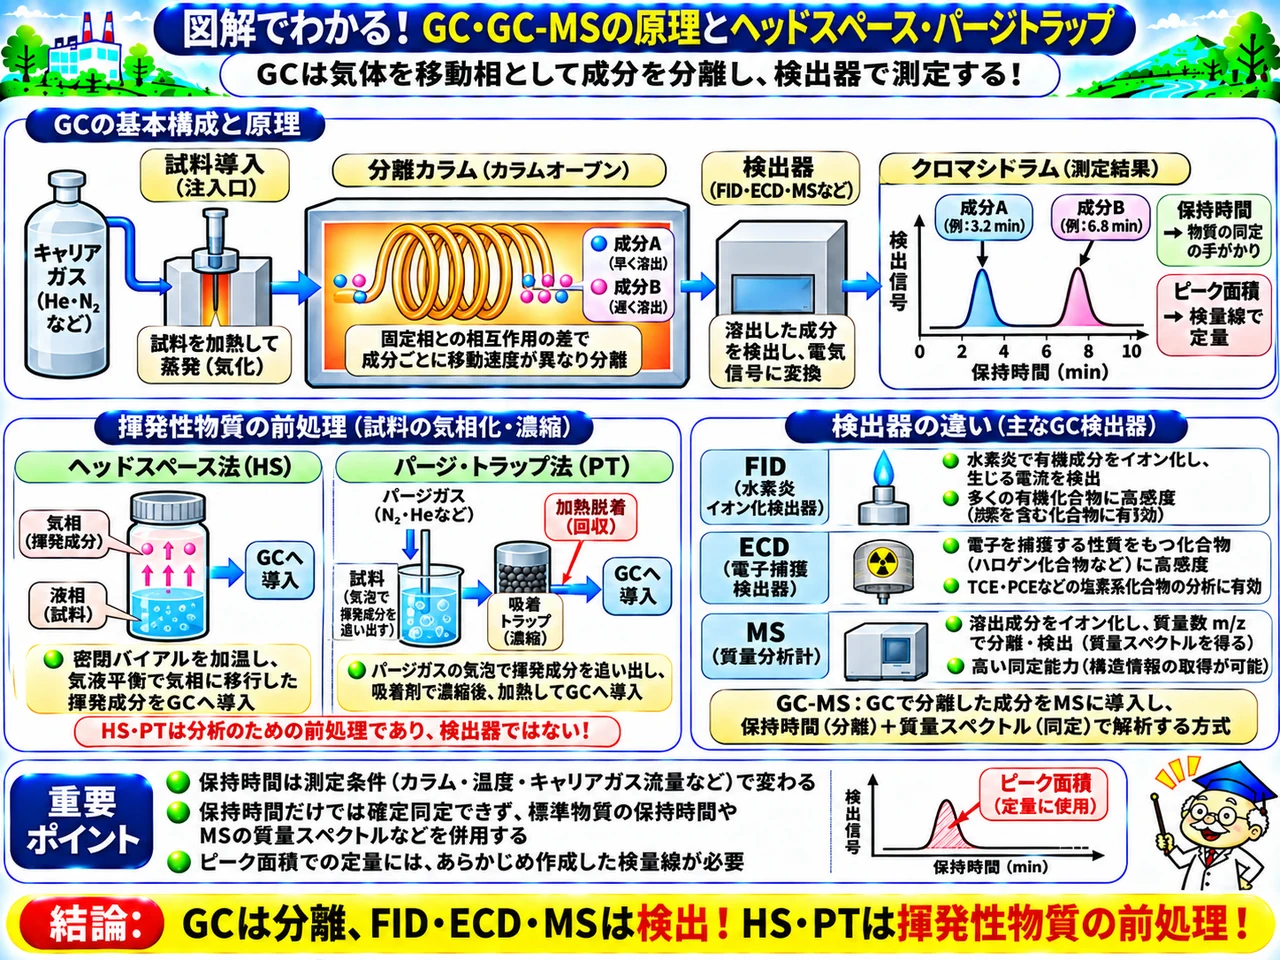 図解でわかる！ GC・GC-MSの原理とヘッドスペース・パージトラップ
GCは気体を移動相として成分を分離し、検出器で測定する！
GCの基本構成と原理
キャリア
ガス
(He・N₂
など)
試料導入
(注入口)
試料を加熱して
蒸発(気化)
分離カラム(カラムオーブン)
成分A
(早く溶出)
成分B
(遅く溶出)
固定相との相互作用の差で
成分ごとに移動速度が異なり分離
検出器
(FID・ECD・MSなど)
溶出した成分
を検出し、電気
信号に変換
クロマシドラム(測定結果)
検出信号
成分A
(例:3.2 min)
成分B
(例:6.8 min)
0 2 4 6 8 10
保持時間 (min)
保持時間
→ 物質の同定
の手がかり
ピーク面積
→ 検量線で
定量
揮発性物質の前処理(試料の気相化・濃縮)
ヘッドスペース法(HS)
気相
(揮発成分)
液相
(試料)
GCへ
導入
密閉バイアルを加温し、
気液平衡で気相に移行した
揮発成分をGCへ導入
パージ・トラップ法(PT)
パージガス
(N₂・Heなど)
試料
(気泡で
揮発成分を
追い出す)
加熱脱着
(回収)
吸着
トラップ
(濃縮)
GCへ
導入
パージガスの気泡で揮発成分を追い出し、
吸着剤で濃縮後、加熱してGCへ導入
HS・PTは分析のための前処理であり、検出器ではない！
検出器の違い(主なGC検出器)
FID
(水素炎
イオン化検出器)
水素炎で有機成分をイオン化し、
生じる電流を検出
多くの有機化合物に高感度
を含む化合物に有効)
ECD
(電子捕獲
検出器)
電子を捕獲する性質をもつ化合物
(ハロゲン化合物など)に高感度
TCE・PCEなどの塩素系化合物の分析に有効
MS
(質量分析計)
溶出成分をイオン化し、質量数 m/z
で分離・検出 (質量スペクトルを得る)
高い同定能力(構造情報の取得が可能)
GC-MS：GCで分離した成分をMSに導入し、
保持時間(分離)＋質量スペクトル(同定)で解析する方式
重要
ポイント
保持時間は測定条件(カラム・温度・キャリアガス流量など)で変わる
保持時間だけでは確定同定できず、標準物質の保持時間や
MSの質量スペクトルなどを併用する
ピーク面積での定量には、あらかじめ作成した検量線が必要
検出信号
ピーク面積
(定量に使用)
保持時間 (min)
結論：
GCは分離、FID・ECD・MSは検出！ HS・PTは揮発性物質の前処理！